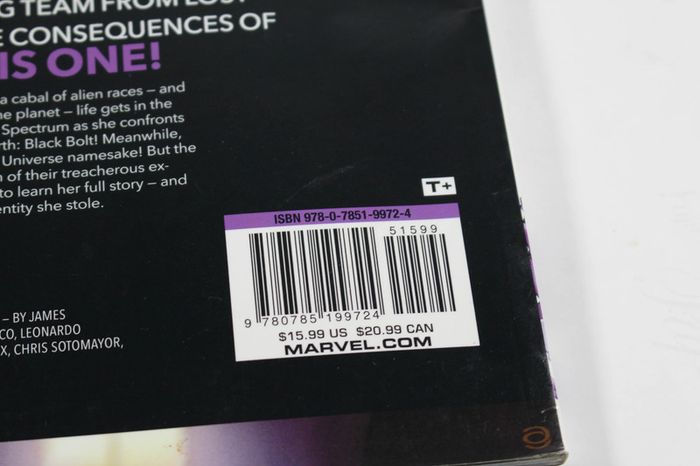 G TEAM FROM LOST
E CONSEQUENCES OF
IS ONE!
a cabal of alien races – and
he planet – life gets in the
Spectrum as she confronts
rth: Black Bolt! Meanwhile,
Universe namesake! But the
n of their treacherous ex-
to learn her full story – and
entity she stole.
T+
ISBN 978-0-7851-9972-4
51599
9 780785 199724
$15.99 US $20.99 CAN
MARVEL.COM
– BY JAMES
CO, LEONARDO
X, CHRIS SOTOMAYOR,